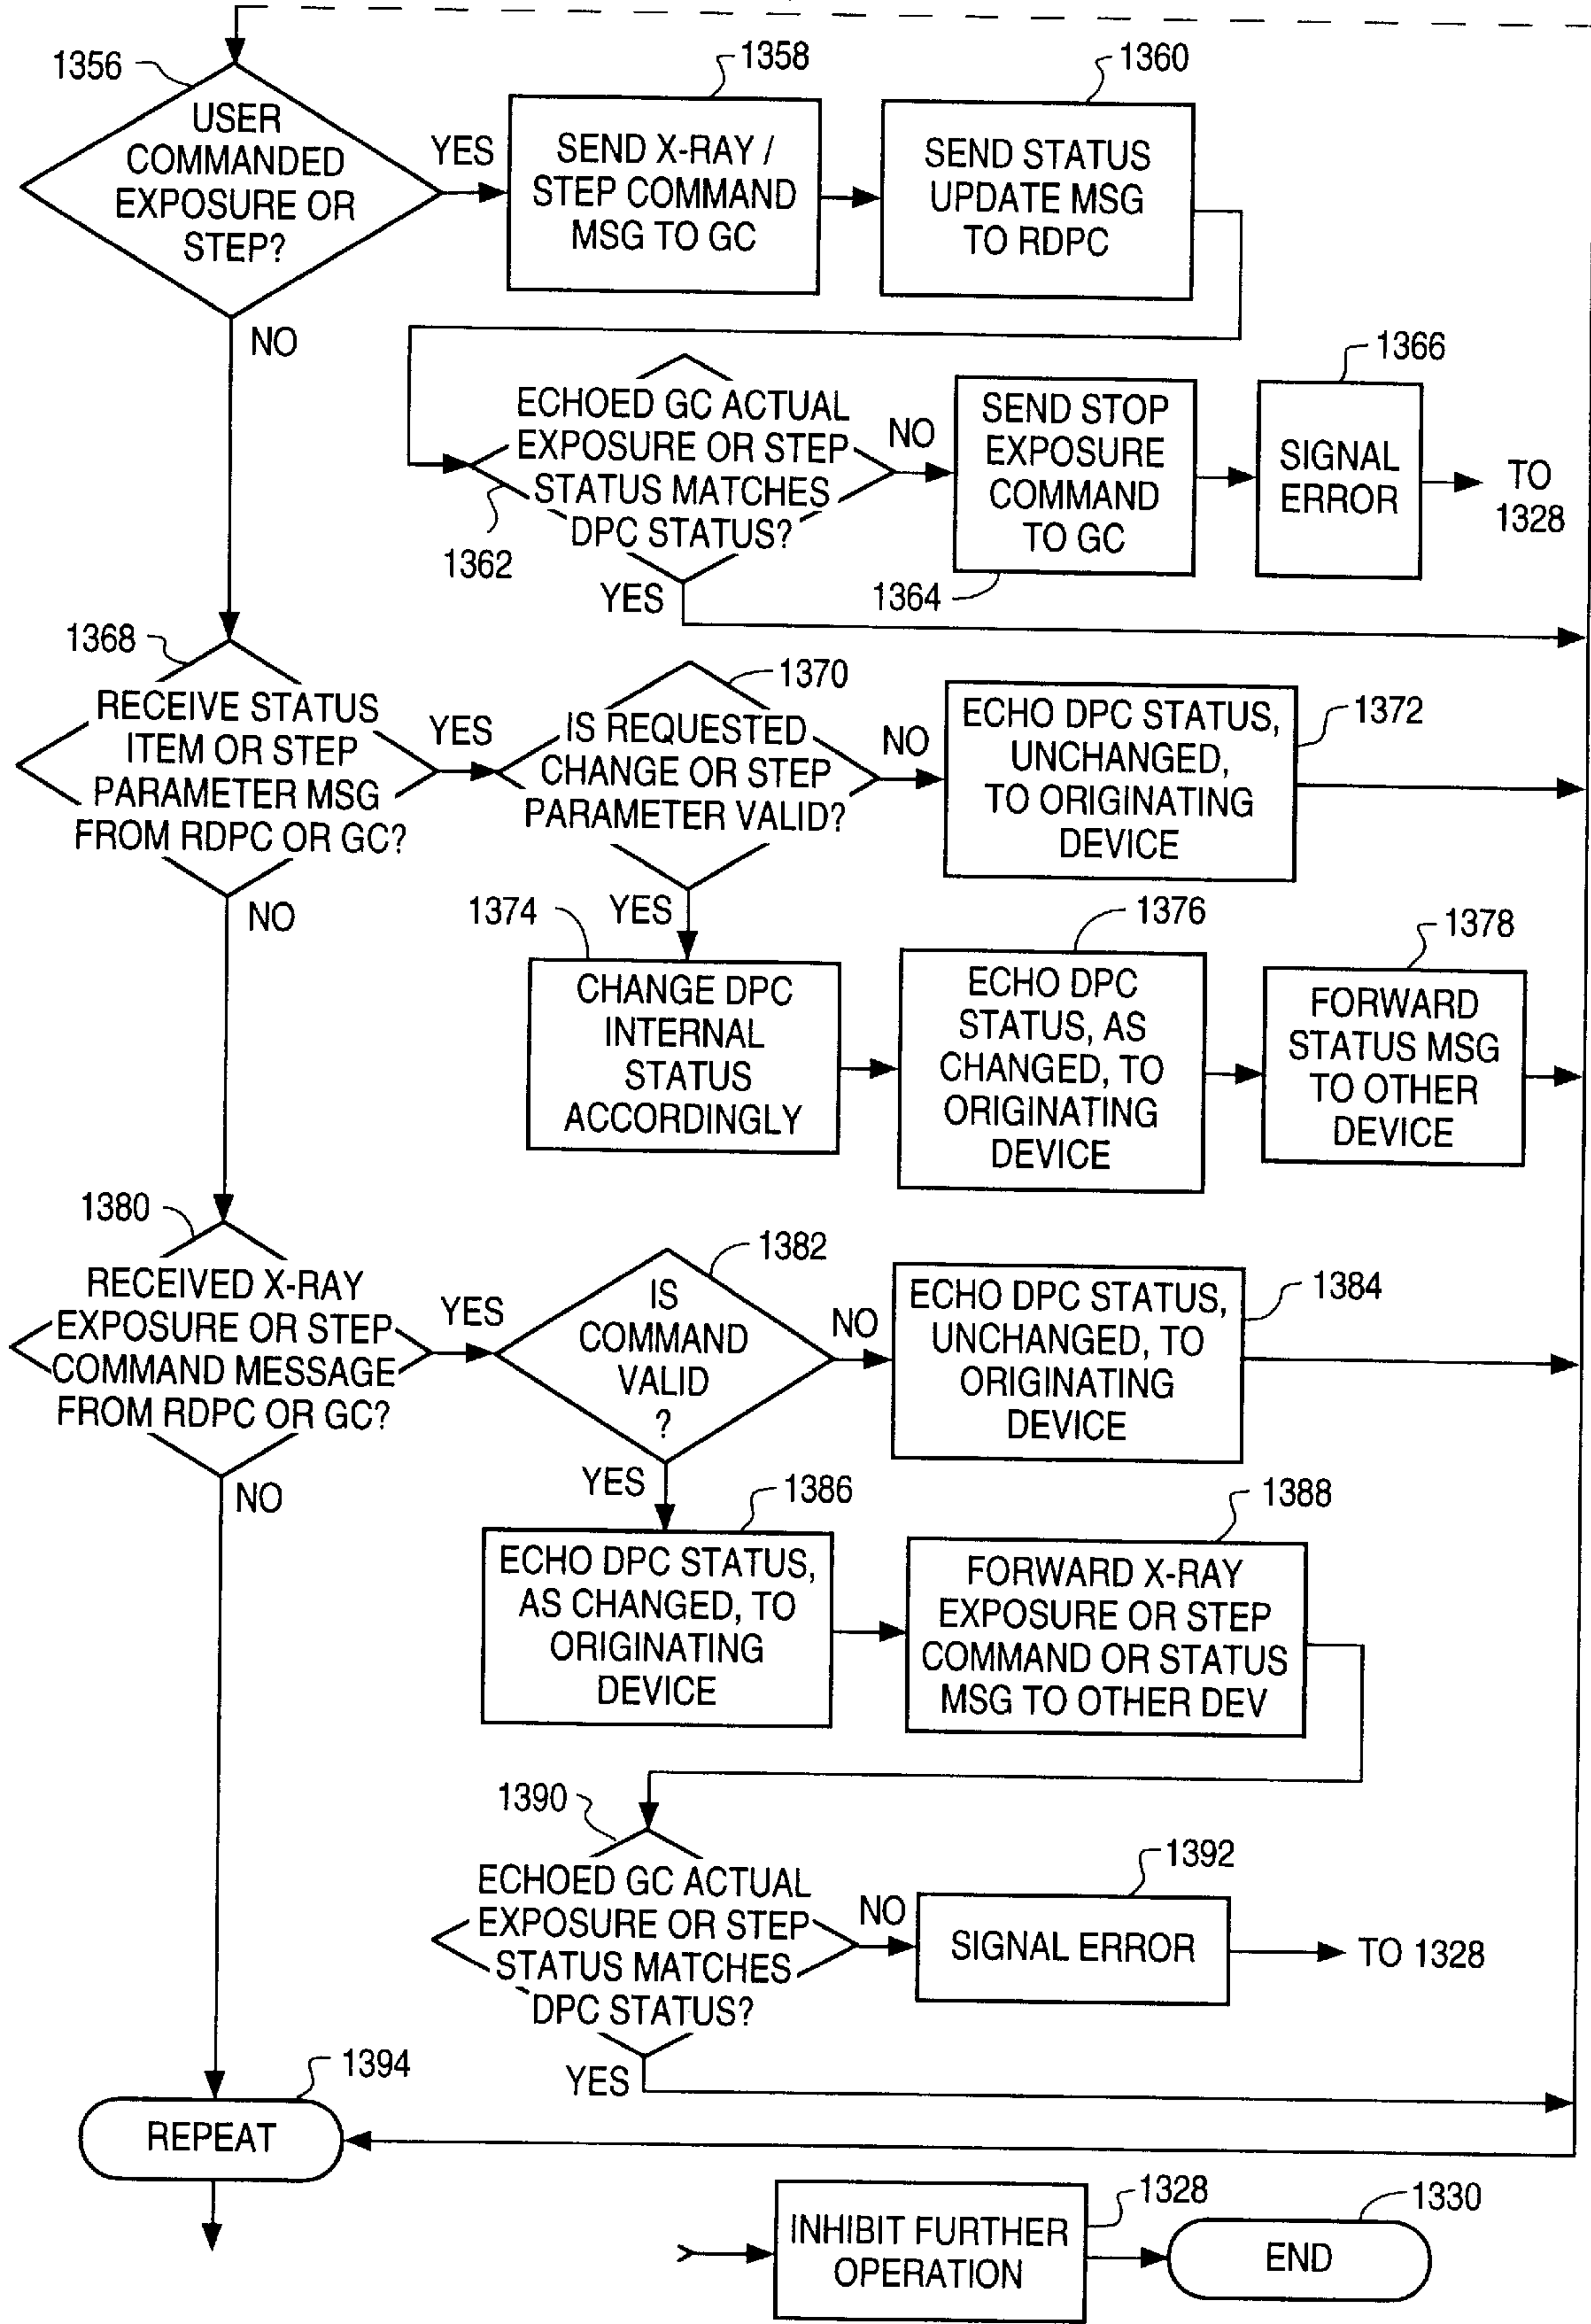 1356
USER
COMMANDED
EXPOSURE OR
STEP?
YES
NO
1358
SEND X-RAY /
STEP COMMAND
MSG TO GC
1360
SEND STATUS
UPDATE MSG
TO RDPC
ECHOED GC ACTUAL
EXPOSURE OR STEP
STATUS MATCHES
DPC STATUS?
1362
NO
YES
SEND STOP
EXPOSURE
COMMAND
TO GC
1364
1366
SIGNAL
ERROR
TO
1328
1368
RECEIVE STATUS
ITEM OR STEP
PARAMETER MSG
FROM RDPC OR GC?
YES
NO
1370
IS REQUESTED
CHANGE OR STEP
PARAMETER VALID?
NO
YES
1372
ECHO DPC STATUS,
UNCHANGED,
TO ORIGINATING
DEVICE
1374
CHANGE DPC
INTERNAL
STATUS
ACCORDINGLY
1376
ECHO DPC
STATUS, AS
CHANGED, TO
ORIGINATING
DEVICE
1378
FORWARD
STATUS MSG
TO OTHER
DEVICE
1380
RECEIVED X-RAY
EXPOSURE OR STEP
COMMAND MESSAGE
FROM RDPC OR GC?
YES
NO
1382
IS
COMMAND
VALID
?
NO
YES
1384
ECHO DPC STATUS,
UNCHANGED, TO
ORIGINATING
DEVICE
1386
ECHO DPC STATUS,
AS CHANGED, TO
ORIGINATING
DEVICE
1388
FORWARD X-RAY
EXPOSURE OR STEP
COMMAND OR STATUS
MSG TO OTHER DEV
1390
ECHOED GC ACTUAL
EXPOSURE OR STEP
STATUS MATCHES
DPC STATUS?
NO
YES
1392
SIGNAL ERROR
TO 1328
1394
REPEAT
1328
INHIBIT FURTHER
OPERATION
1330
END